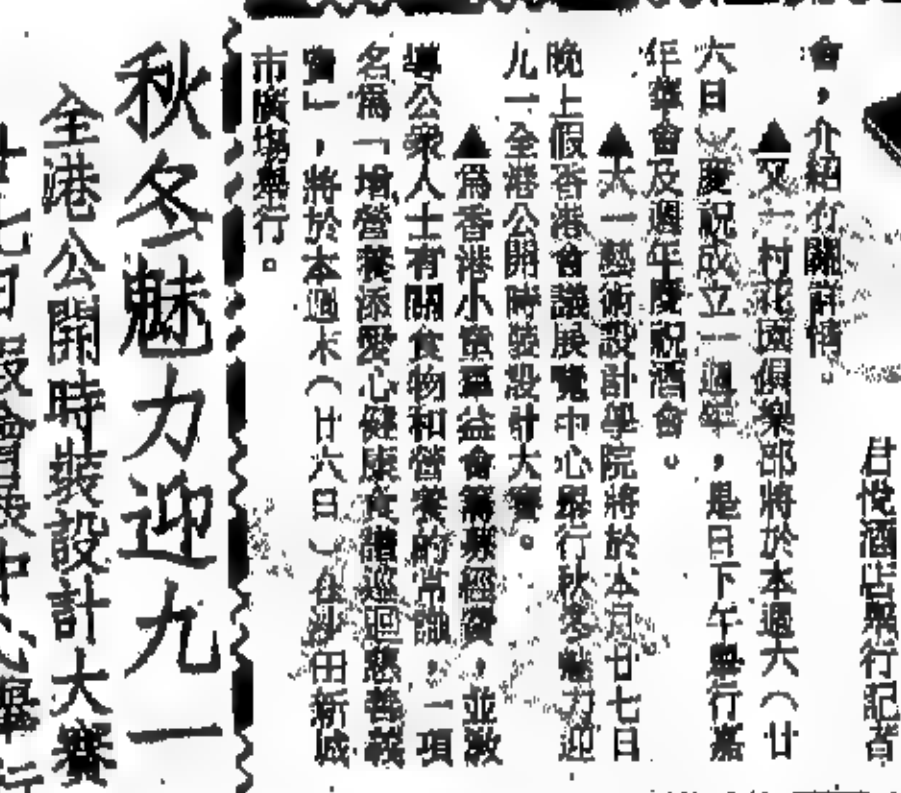 君悅酒店舉行記者
會，介紹有關詳情。
▲又一村花園俱樂部將於本週六（廿
六日）慶祝成立一週年，是日下午舉行嘉
年華會及週年慶祝酒會。
▲大一藝術設計學院將於本月廿七日
晚上假香港會議展覽中心舉行秋冬魅力迎
九一全港公開時裝設計大賽。
▲為香港小童羣益會籌募經費，並激
導公衆人士有關食物和營養的常識，一項
名為「增營養添愛心健康食譜巡迴慈善義
賣」，將於本週末（廿六日）在沙田新城
市廣場舉行。
秋冬魅力迎九一
全港公開時裝設計大賽